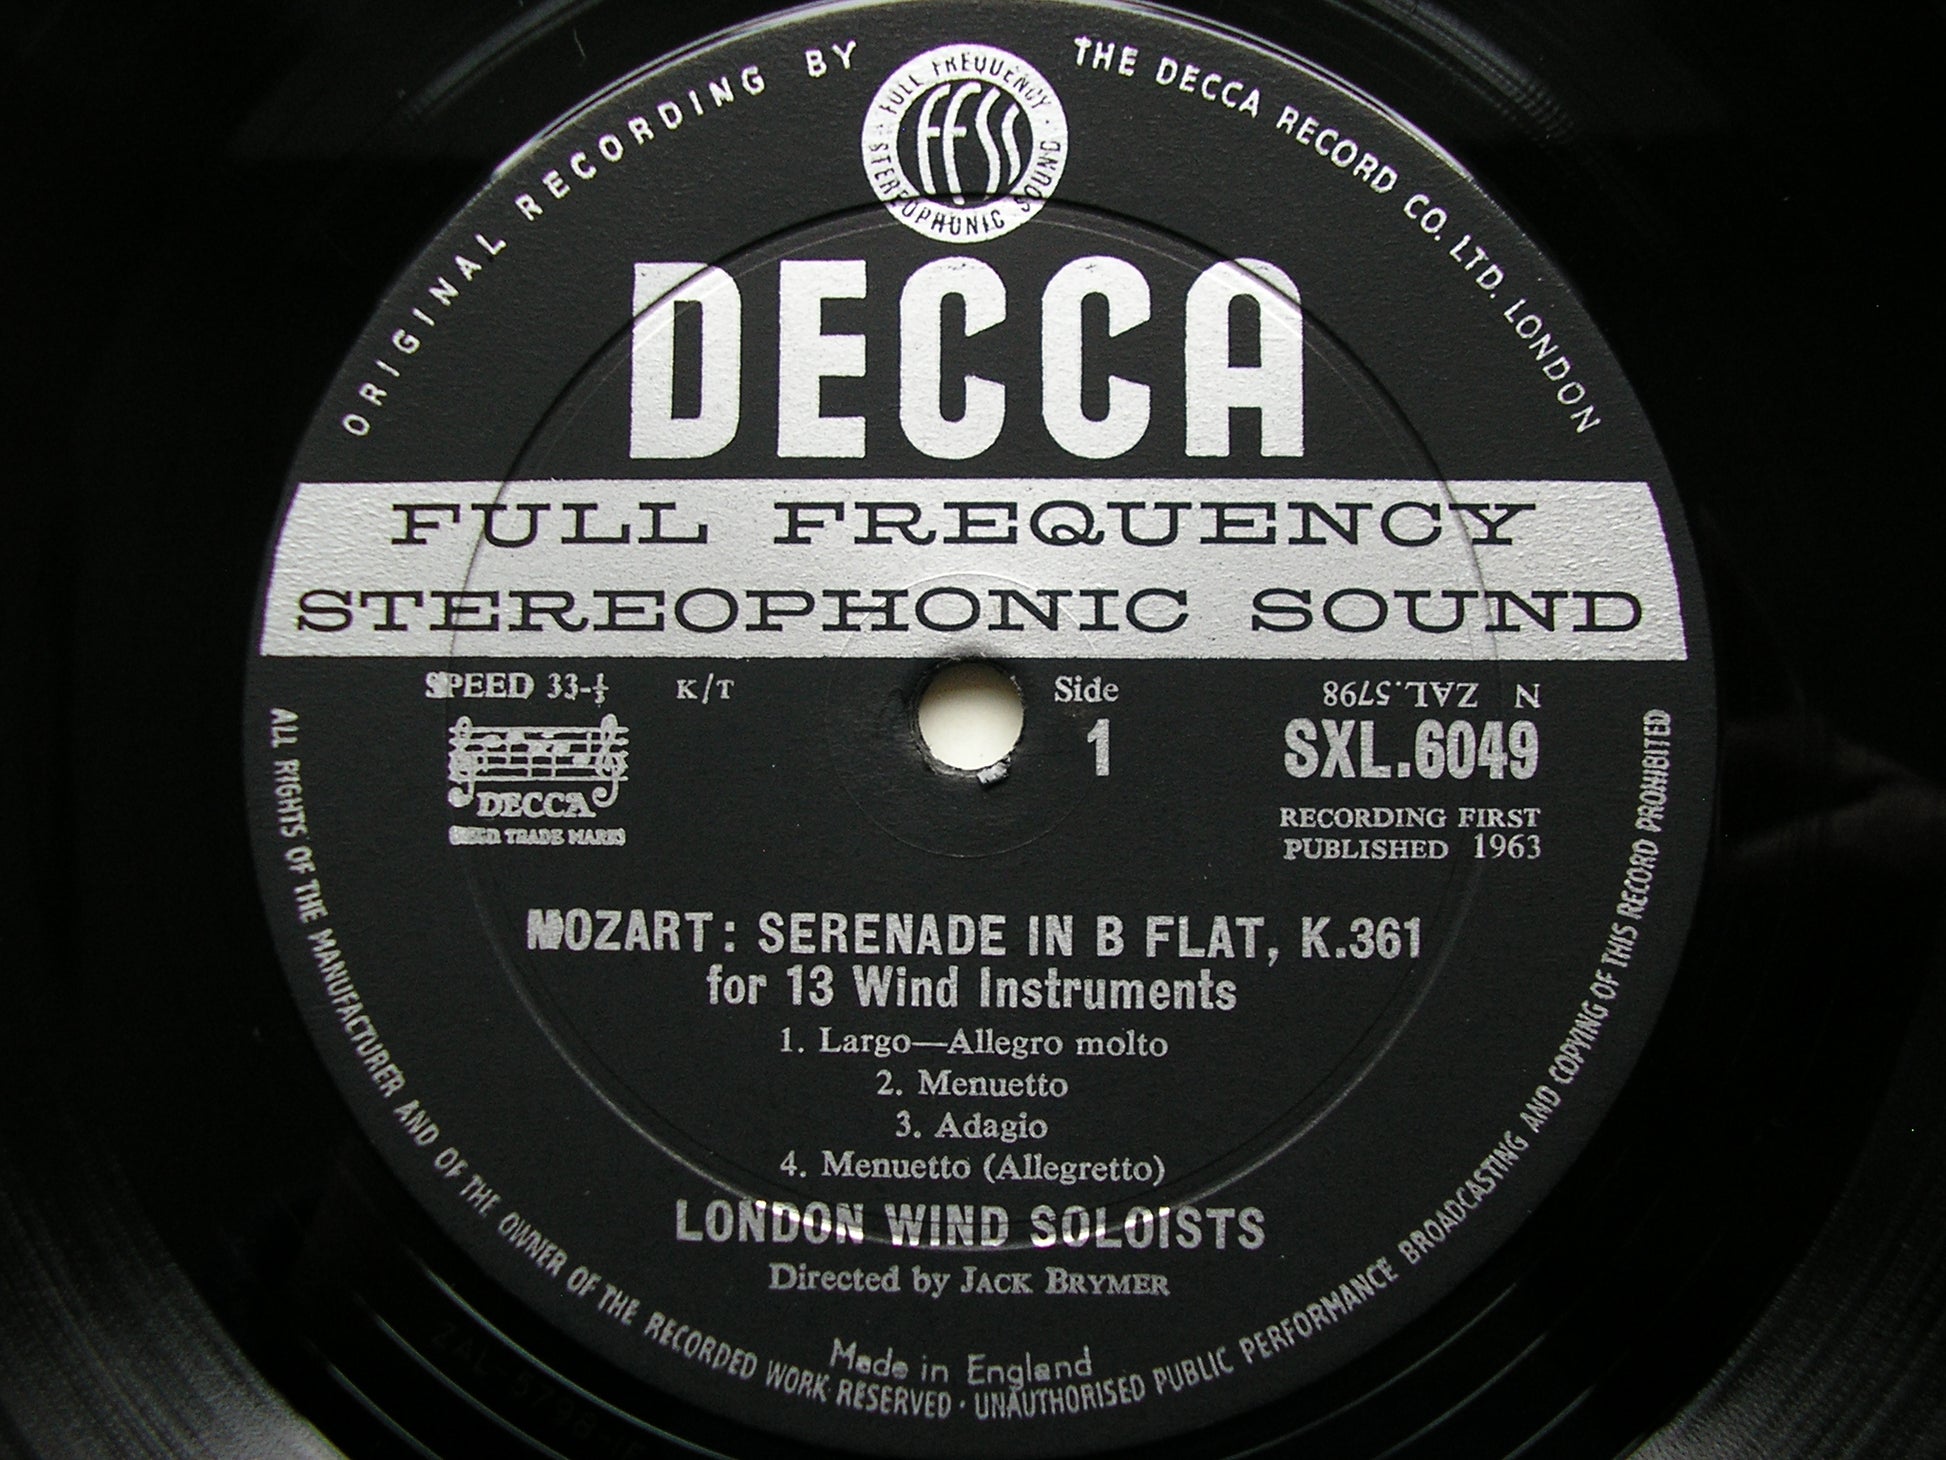 ORIGINAL RECORDING BY THE DECCA RECORD CO. LTD. LONDON
FULL FREQUENCY · STEREOPHONIC SOUND ·
FFSS
DECCA
FULL FREQUENCY
STEREOPHONIC SOUND
SPEED 33-⅓ K/T
Side
1
N ZAL.5798
SXL.6049
DECCA
TRADE MARKS
RECORDING FIRST
PUBLISHED 1963
MOZART: SERENADE IN B FLAT, K.361
for 13 Wind Instruments
1. Largo—Allegro molto
2. Menuetto
3. Adagio
4. Menuetto (Allegretto)
LONDON WIND SOLOISTS
Directed by JACK BRYMER
Made in England
ALL RIGHTS OF THE MANUFACTURER AND OF THE OWNER OF THE RECORDED WORK RESERVED · UNAUTHORISED PUBLIC PERFORMANCE BROADCASTING AND COPYING OF THIS RECORD PROHIBITED